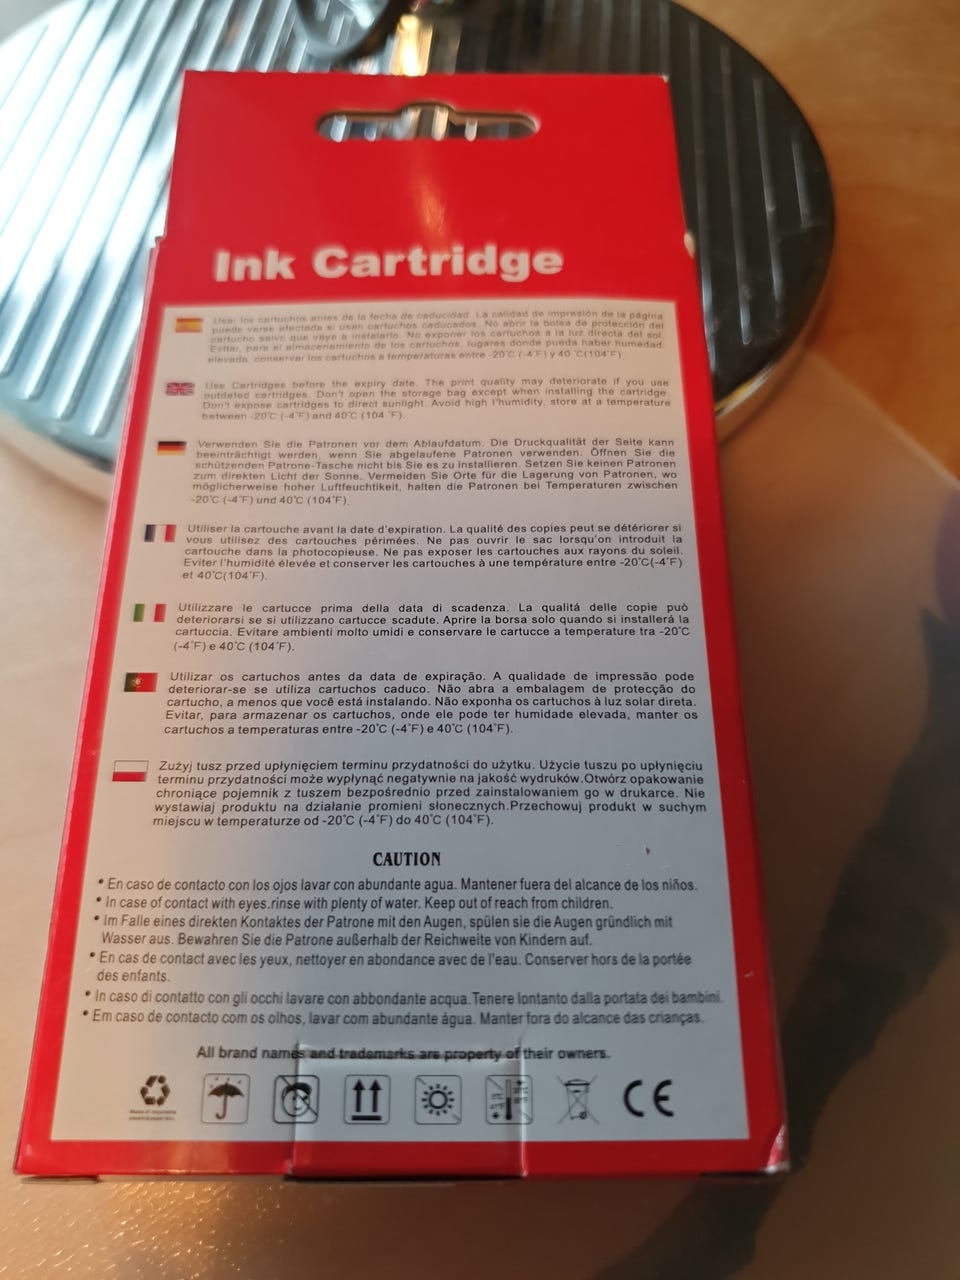 Ink Cartridge
Usar los cartuchos antes de la fecha de caducidad. La calidad de impresión de la página
puede verse afectada si usan cartuchos caducados. No abrir la bolsa de protección del
cartucho salvo que vaya a instalarlo. No exponer los cartuchos a la luz directa del sol.
Evitar, para el almacenamiento de los cartuchos, lugares donde pueda haber humedad
elevada, conservar los cartuchos a temperaturas entre -20℃ (-4℉) y 40 ℃(104℉).
Use Cartridges before the expiry date. The print quality may deteriorate if you use
outdated cartridges. Don't open the storage bag except when installing the cartridge.
Don't expose cartridges to direct sunlight. Avoid high l'humidity, store at a temperature
between -20℃ (-4℉) and 40℃ (104 ℉).
Verwenden Sie die Patronen vor dem Ablaufdatum. Die Druckqualität der Seite kann
beeinträchtigt werden, wenn Sie abgelaufene Patronen verwenden. Öffnen Sie die
schützenden Patrone-Tasche nicht bis Sie es zu installieren. Setzen Sie keinen Patronen
zum direkten Licht der Sonne. Vermeiden Sie Orte für die Lagerung von Patronen, wo
möglicherweise hoher Luftfeuchtigkeit, halten die Patronen bei Temperaturen zwischen
-20℃ (-4℉) und 40℃ (104℉).
Utiliser la cartouche avant la date d'expiration. La qualité des copies peut se détériorer si
vous utilisez des cartouches périmées. Ne pas ouvrir le sac lorsqu'on introduit la
cartouche dans la photocopieuse. Ne pas exposer les cartouches aux rayons du soleil.
Eviter l'humidité élevée et conserver les cartouches à une température entre -20℃(-4℉)
et 40℃(104℉).
Utilizzare le cartucce prima della data di scadenza. La qualitá delle copie può
deteriorarsi se si utilizzano cartucce scadute. Aprire la borsa solo quando si installerá la
cartuccia. Evitare ambienti molto umidi e conservare le cartucce a temperature tra -20℃
(-4℉) e 40℃ (104℉).
Utilizar os cartuchos antes da data de expiração. A qualidade de impressão pode
deteriorar-se se utiliza cartuchos caduco. Não abra a embalagem de protecção do
cartucho, a menos que você está instalando. Não exponha os cartuchos à luz solar direta.
Evitar, para armazenar os cartuchos, onde ele pode ter humidade elevada, manter os
cartuchos a temperaturas entre -20℃ (-4℉) e 40℃ (104℉).
Zużyj tusz przed upłynięciem terminu przydatności do użytku. Użycie tuszu po upłynięciu
terminu przydatności może wypłynąć negatywnie na jakość wydruków.Otwórz opakowanie
chroniące pojemnik z tuszem bezpośrednio przed zainstalowaniem go w drukarce. Nie
wystawiaj produktu na działanie promieni słonecznych.Przechowuj produkt w suchym
miejscu w temperaturze od -20℃ (-4℉) do 40℃ (104℉).
CAUTION
• En caso de contacto con los ojos lavar con abundante agua. Mantener fuera del alcance de los niños.
• In case of contact with eyes.rinse with plenty of water. Keep out of reach from children.
• Im Falle eines direkten Kontaktes der Patrone mit den Augen, spülen sie die Augen gründlich mit
Wasser aus. Bewahren Sie die Patrone außerhalb der Reichweite von Kindern auf.
• En cas de contact avec les yeux, nettoyer en abondance avec de l'eau. Conserver hors de la portée
des enfants.
• In caso di contatto con gli occhi lavare con abbondante acqua.Tenere lontanto dalla portata dei bambini.
• Em caso de contacto com os olhos, lavar com abundante água. Manter fora do alcance das crianças.
All brand names and trademarks are property of their owners.
CE